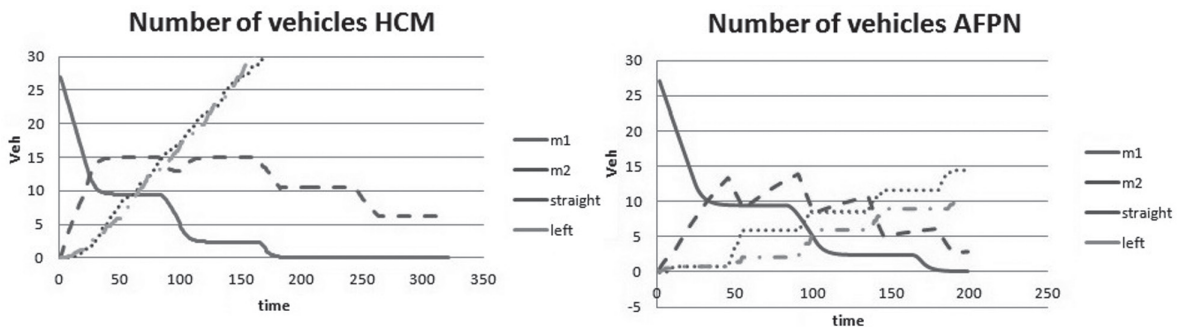 Number of vehicles HCM
30
25
20
15
10
5
0
Veh
0 50 100 150 200 250 300 350
time
m1
m2
straight
left
Number of vehicles AFPN
30
25
20
15
10
5
0
-5
Veh
0 50 100 150 200 250
time
m1
m2
straight
left